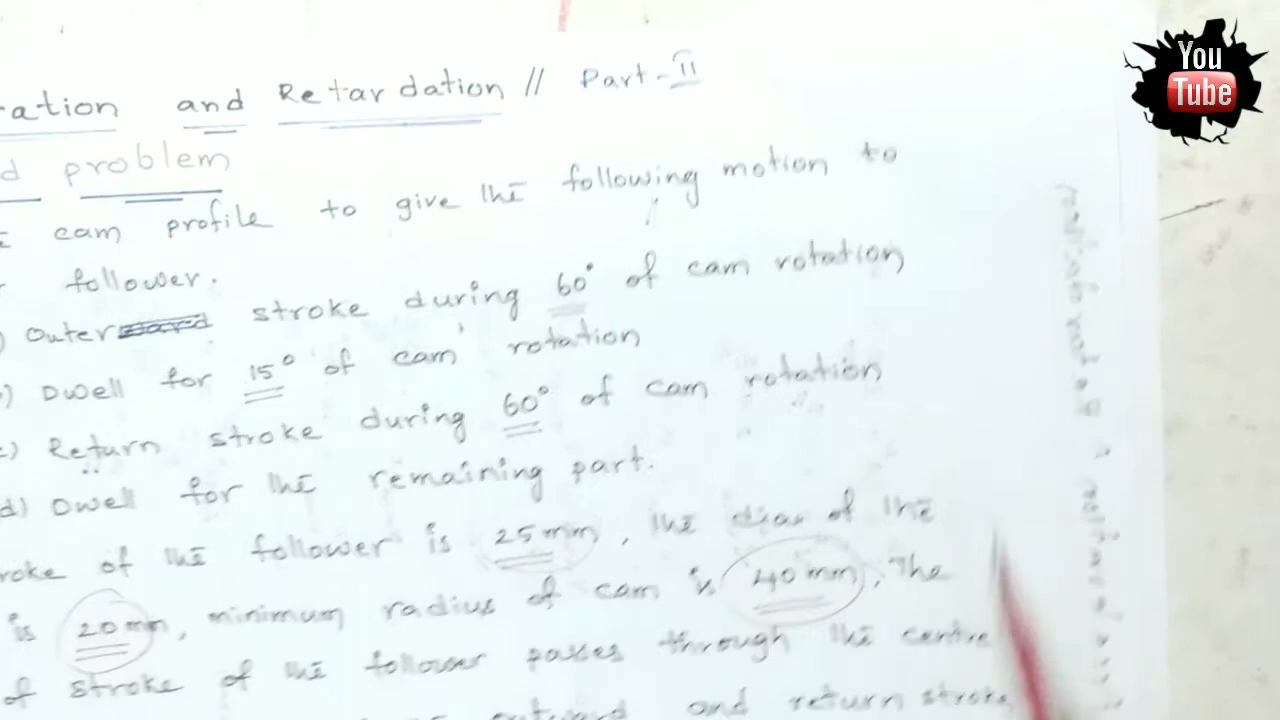 ration and Retardation // Part-II
d problem
cam profile to give the following motion to
follower.
Outer stroke during 60° of cam rotation
) Dwell for 15° of cam rotation
c) Return stroke during 60° of cam rotation
d) Dwell for the remaining part.
roke of the follower is 25mm, the dia of the
is 20mm, minimum radius of cam is 40mm, The
of stroke of the follower passes through the centre
outward and return stroke
You
Tube